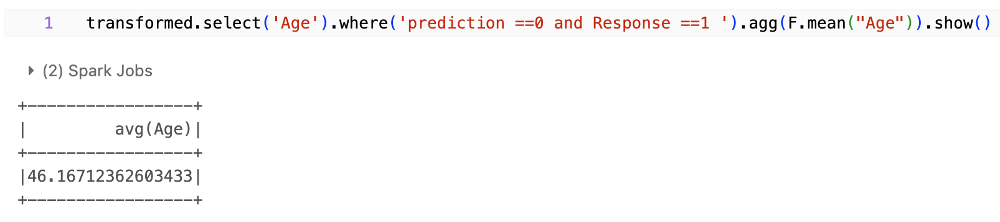 1 transformed.select('Age').where('prediction ==0 and Response ==1 ').agg(F.mean("Age")).show()
(2) Spark Jobs
+-----------------+
|         avg(Age)|
+-----------------+
|46.16712362603433|
+-----------------+